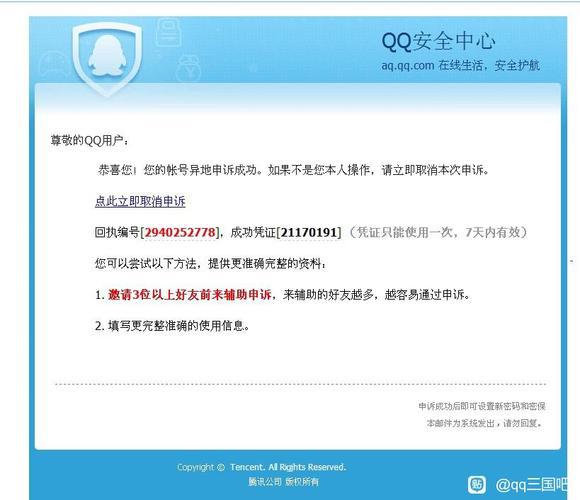 QQ安全中心
aq.qq.com 在线生活，安全护航
尊敬的QQ用户：
恭喜您！您的帐号异地申诉成功。如果不是您本人操作，请立即取消本次申诉。
点此立即取消申诉
回执编号[2940252778]，成功凭证[21170191]（凭证只能使用一次，7天内有效）
您可以尝试以下方法，提供更准确完整的资料：
1. 邀请3位以上好友前来辅助申诉，来辅助的好友越多，越容易通过申诉。
2. 填写更完整准确的使用信息。
申诉成功后即可设置新密码和密保
本邮件为系统发出，请勿回复。
Copyright © Tencent. All Rights Reserved.
腾讯公司 版权所有
贴 @qq三国吧